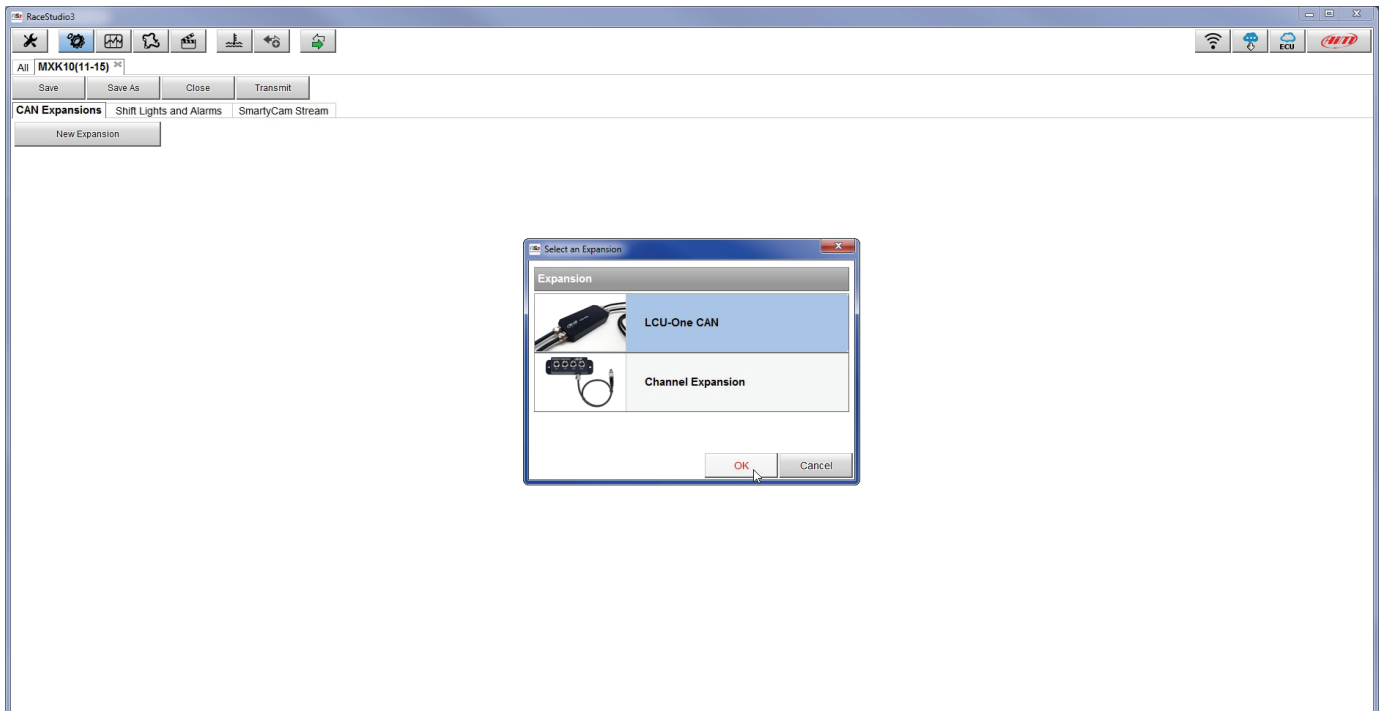 RaceStudio3
ECU
AiM
All MXK10(11-15)
Save Save As Close Transmit
CAN Expansions Shift Lights and Alarms SmartyCam Stream
New Expansion
Select an Expansion
Expansion
LCU-One CAN
Channel Expansion
OK Cancel